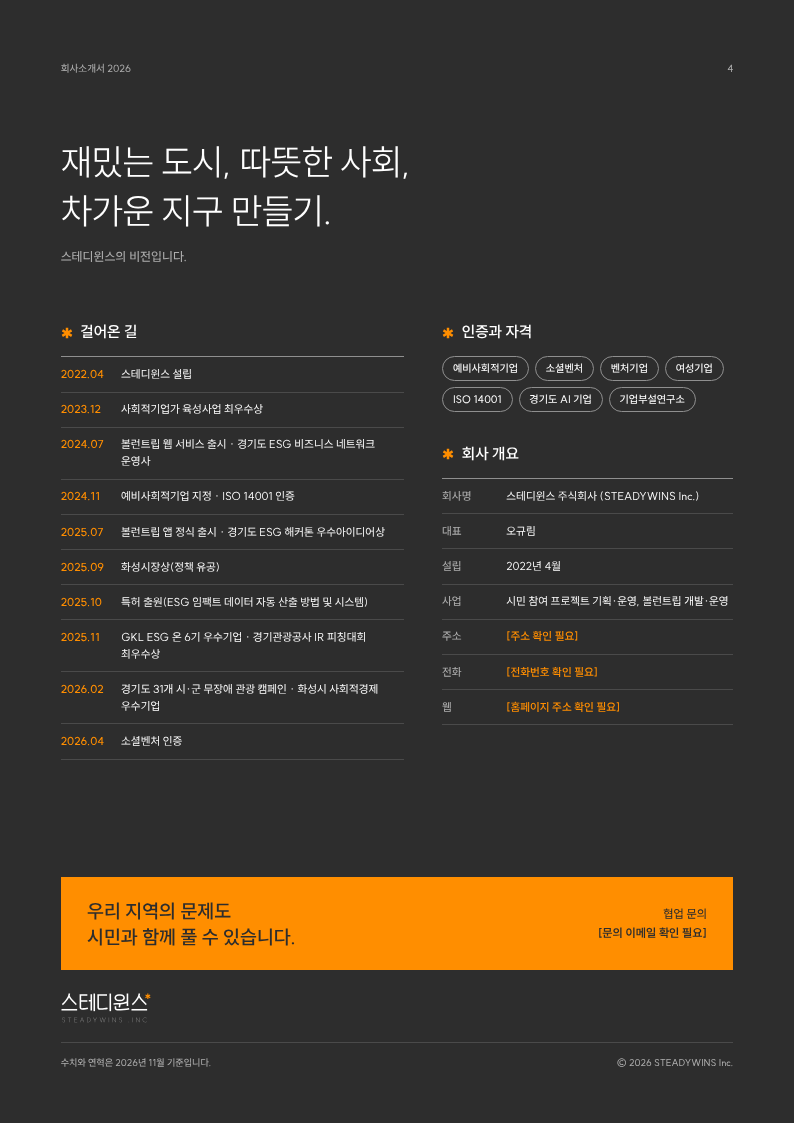 회사소개서 2026
4
재밌는 도시, 따뜻한 사회,
차가운 지구 만들기.
스테디윈스의 비전입니다.
✱ 걸어온 길
2022.04 스테디윈스 설립
2023.12 사회적기업가 육성사업 최우수상
2024.07 볼런트립 웹 서비스 출시 · 경기도 ESG 비즈니스 네트워크
운영사
2024.11 예비사회적기업 지정 · ISO 14001 인증
2025.07 볼런트립 앱 정식 출시 · 경기도 ESG 해커톤 우수아이디어상
2025.09 화성시장상(정책 유공)
2025.10 특허 출원(ESG 임팩트 데이터 자동 산출 방법 및 시스템)
2025.11 GKL ESG 온 6기 우수기업 · 경기관광공사 IR 피칭대회
최우수상
2026.02 경기도 31개 시·군 무장애 관광 캠페인 · 화성시 사회적경제
우수기업
2026.04 소셜벤처 인증
✱ 인증과 자격
예비사회적기업 소셜벤처 벤처기업 여성기업
ISO 14001 경기도 AI 기업 기업부설연구소
✱ 회사 개요
회사명 스테디윈스 주식회사 (STEADYWINS Inc.)
대표 오규림
설립 2022년 4월
사업 시민 참여 프로젝트 기획·운영, 볼런트립 개발·운영
주소 [주소 확인 필요]
전화 [전화번호 확인 필요]
웹 [홈페이지 주소 확인 필요]
우리 지역의 문제도
시민과 함께 풀 수 있습니다.
협업 문의
[문의 이메일 확인 필요]
스테디윈스*
STEADYWINS INC
수치와 연혁은 2026년 11월 기준입니다.
© 2026 STEADYWINS Inc.